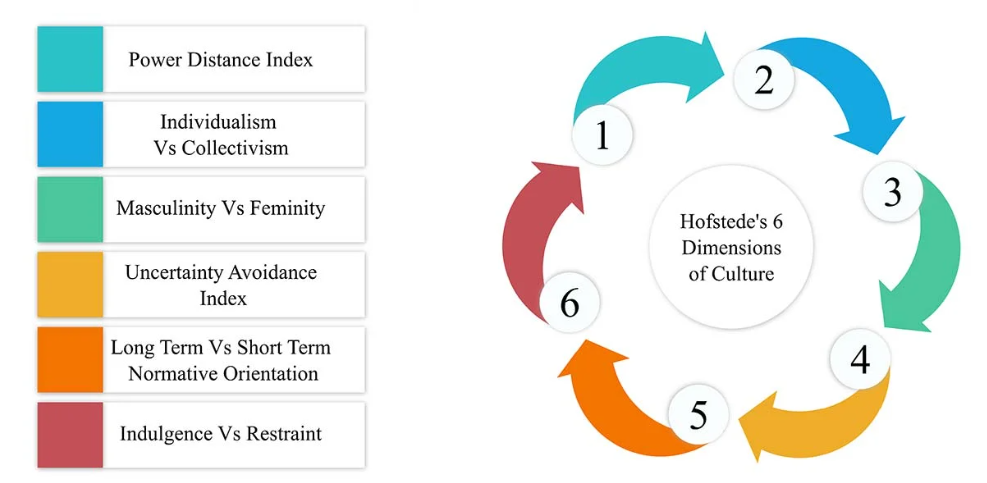 Power Distance Index
Individualism
Vs Collectivism
Masculinity Vs Feminity
Uncertainty Avoidance
Index
Long Term Vs Short Term
Normative Orientation
Indulgence Vs Restraint
1
2
3
4
5
6
Hofstede's 6
Dimensions
of Culture